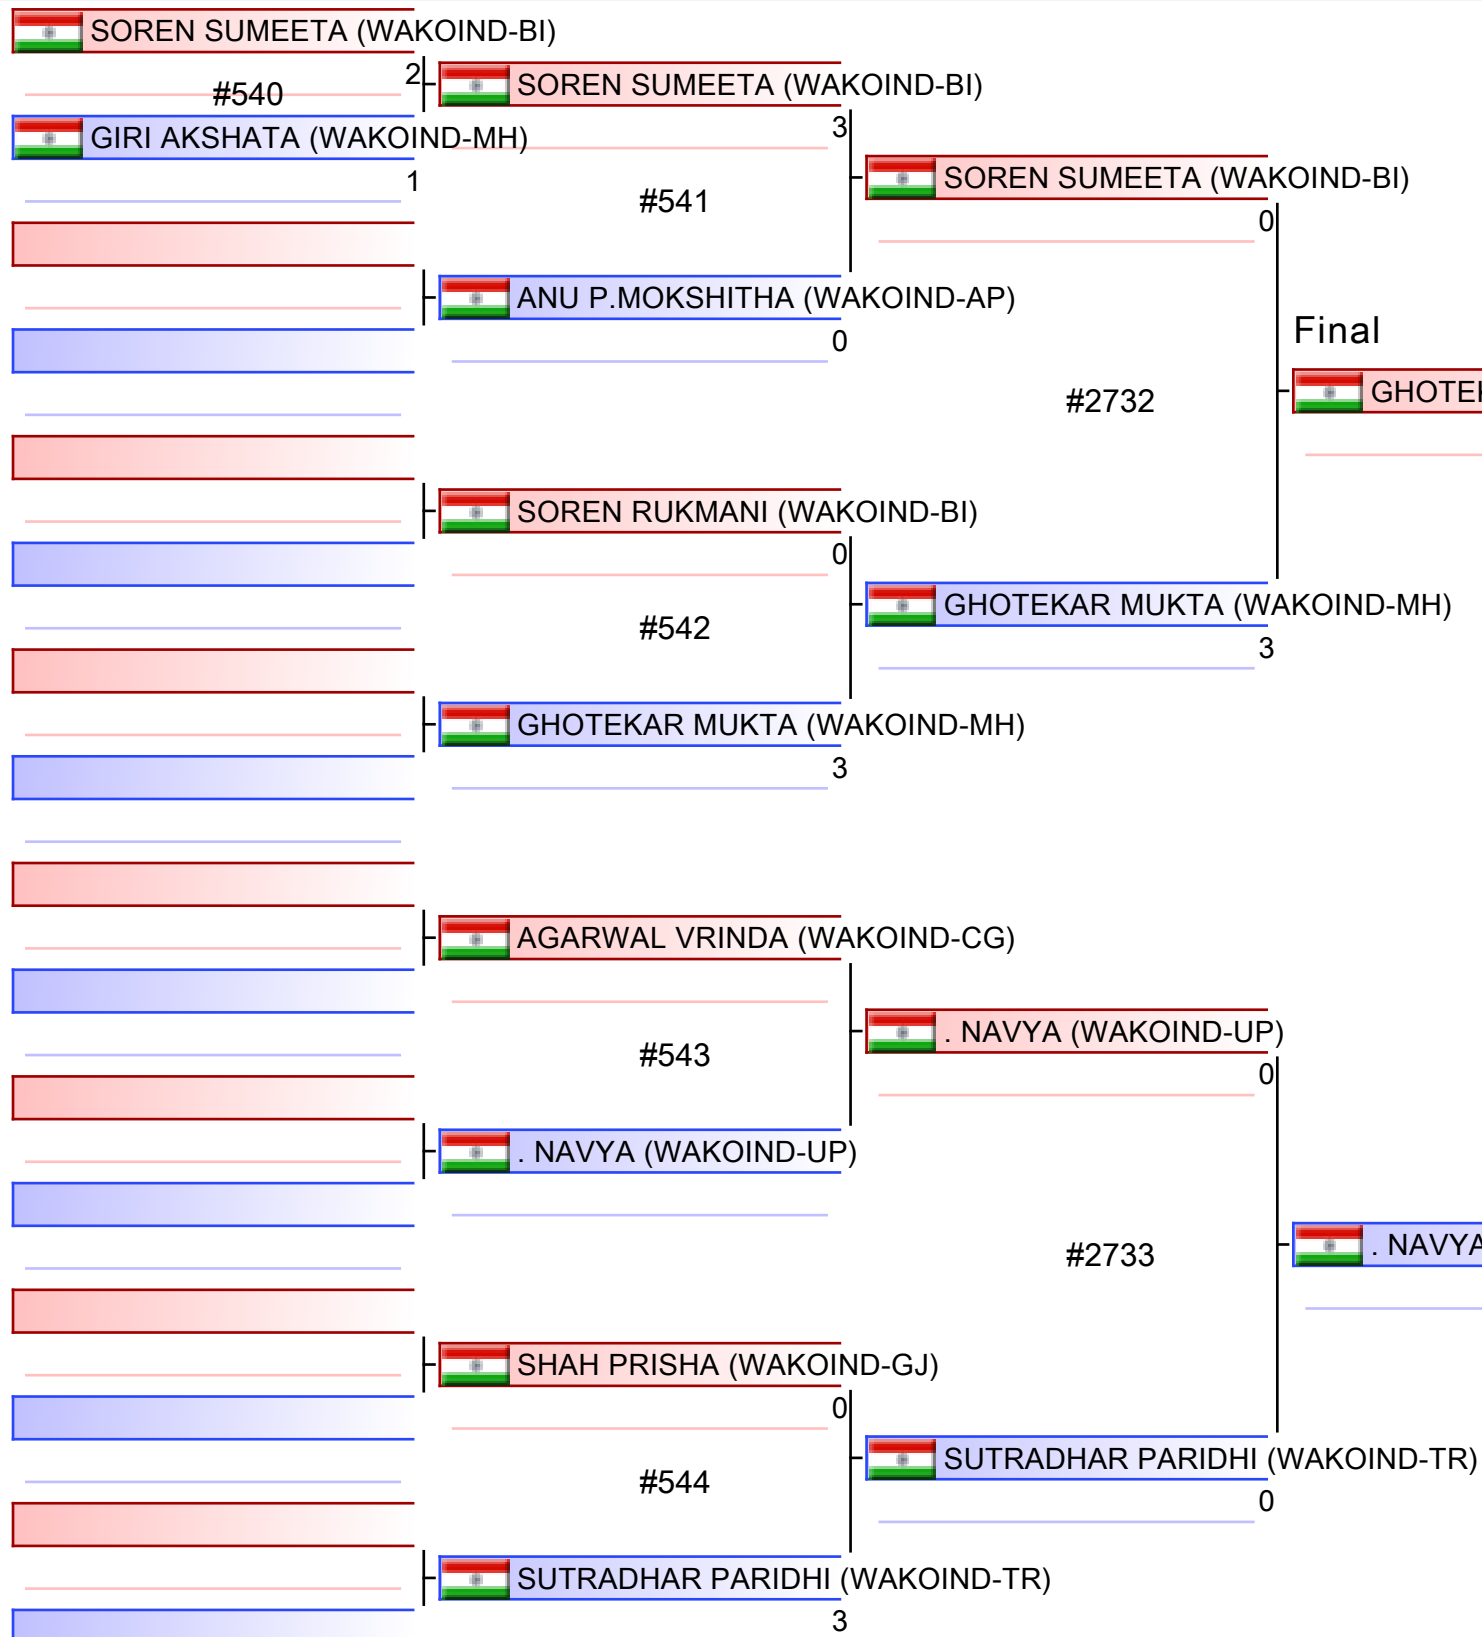 SOREN SUMEETA (WAKOIND-BI)
2
#540
GIRI AKSHATA (WAKOIND-MH)
1
SOREN SUMEETA (WAKOIND-BI)
3
#541
ANU P.MOKSHITHA (WAKOIND-AP)
0
SOREN RUKMANI (WAKOIND-BI)
0
#542
GHOTEKAR MUKTA (WAKOIND-MH)
3
AGARWAL VRINDA (WAKOIND-CG)
#543
. NAVYA (WAKOIND-UP)
SHAH PRISHA (WAKOIND-GJ)
0
#544
SUTRADHAR PARIDHI (WAKOIND-TR)
3
SOREN SUMEETA (WAKOIND-BI)
0
#2732
GHOTEKAR MUKTA (WAKOIND-MH)
3
. NAVYA (WAKOIND-UP)
0
#2733
SUTRADHAR PARIDHI (WAKOIND-TR)
0
Final
. NAVYA